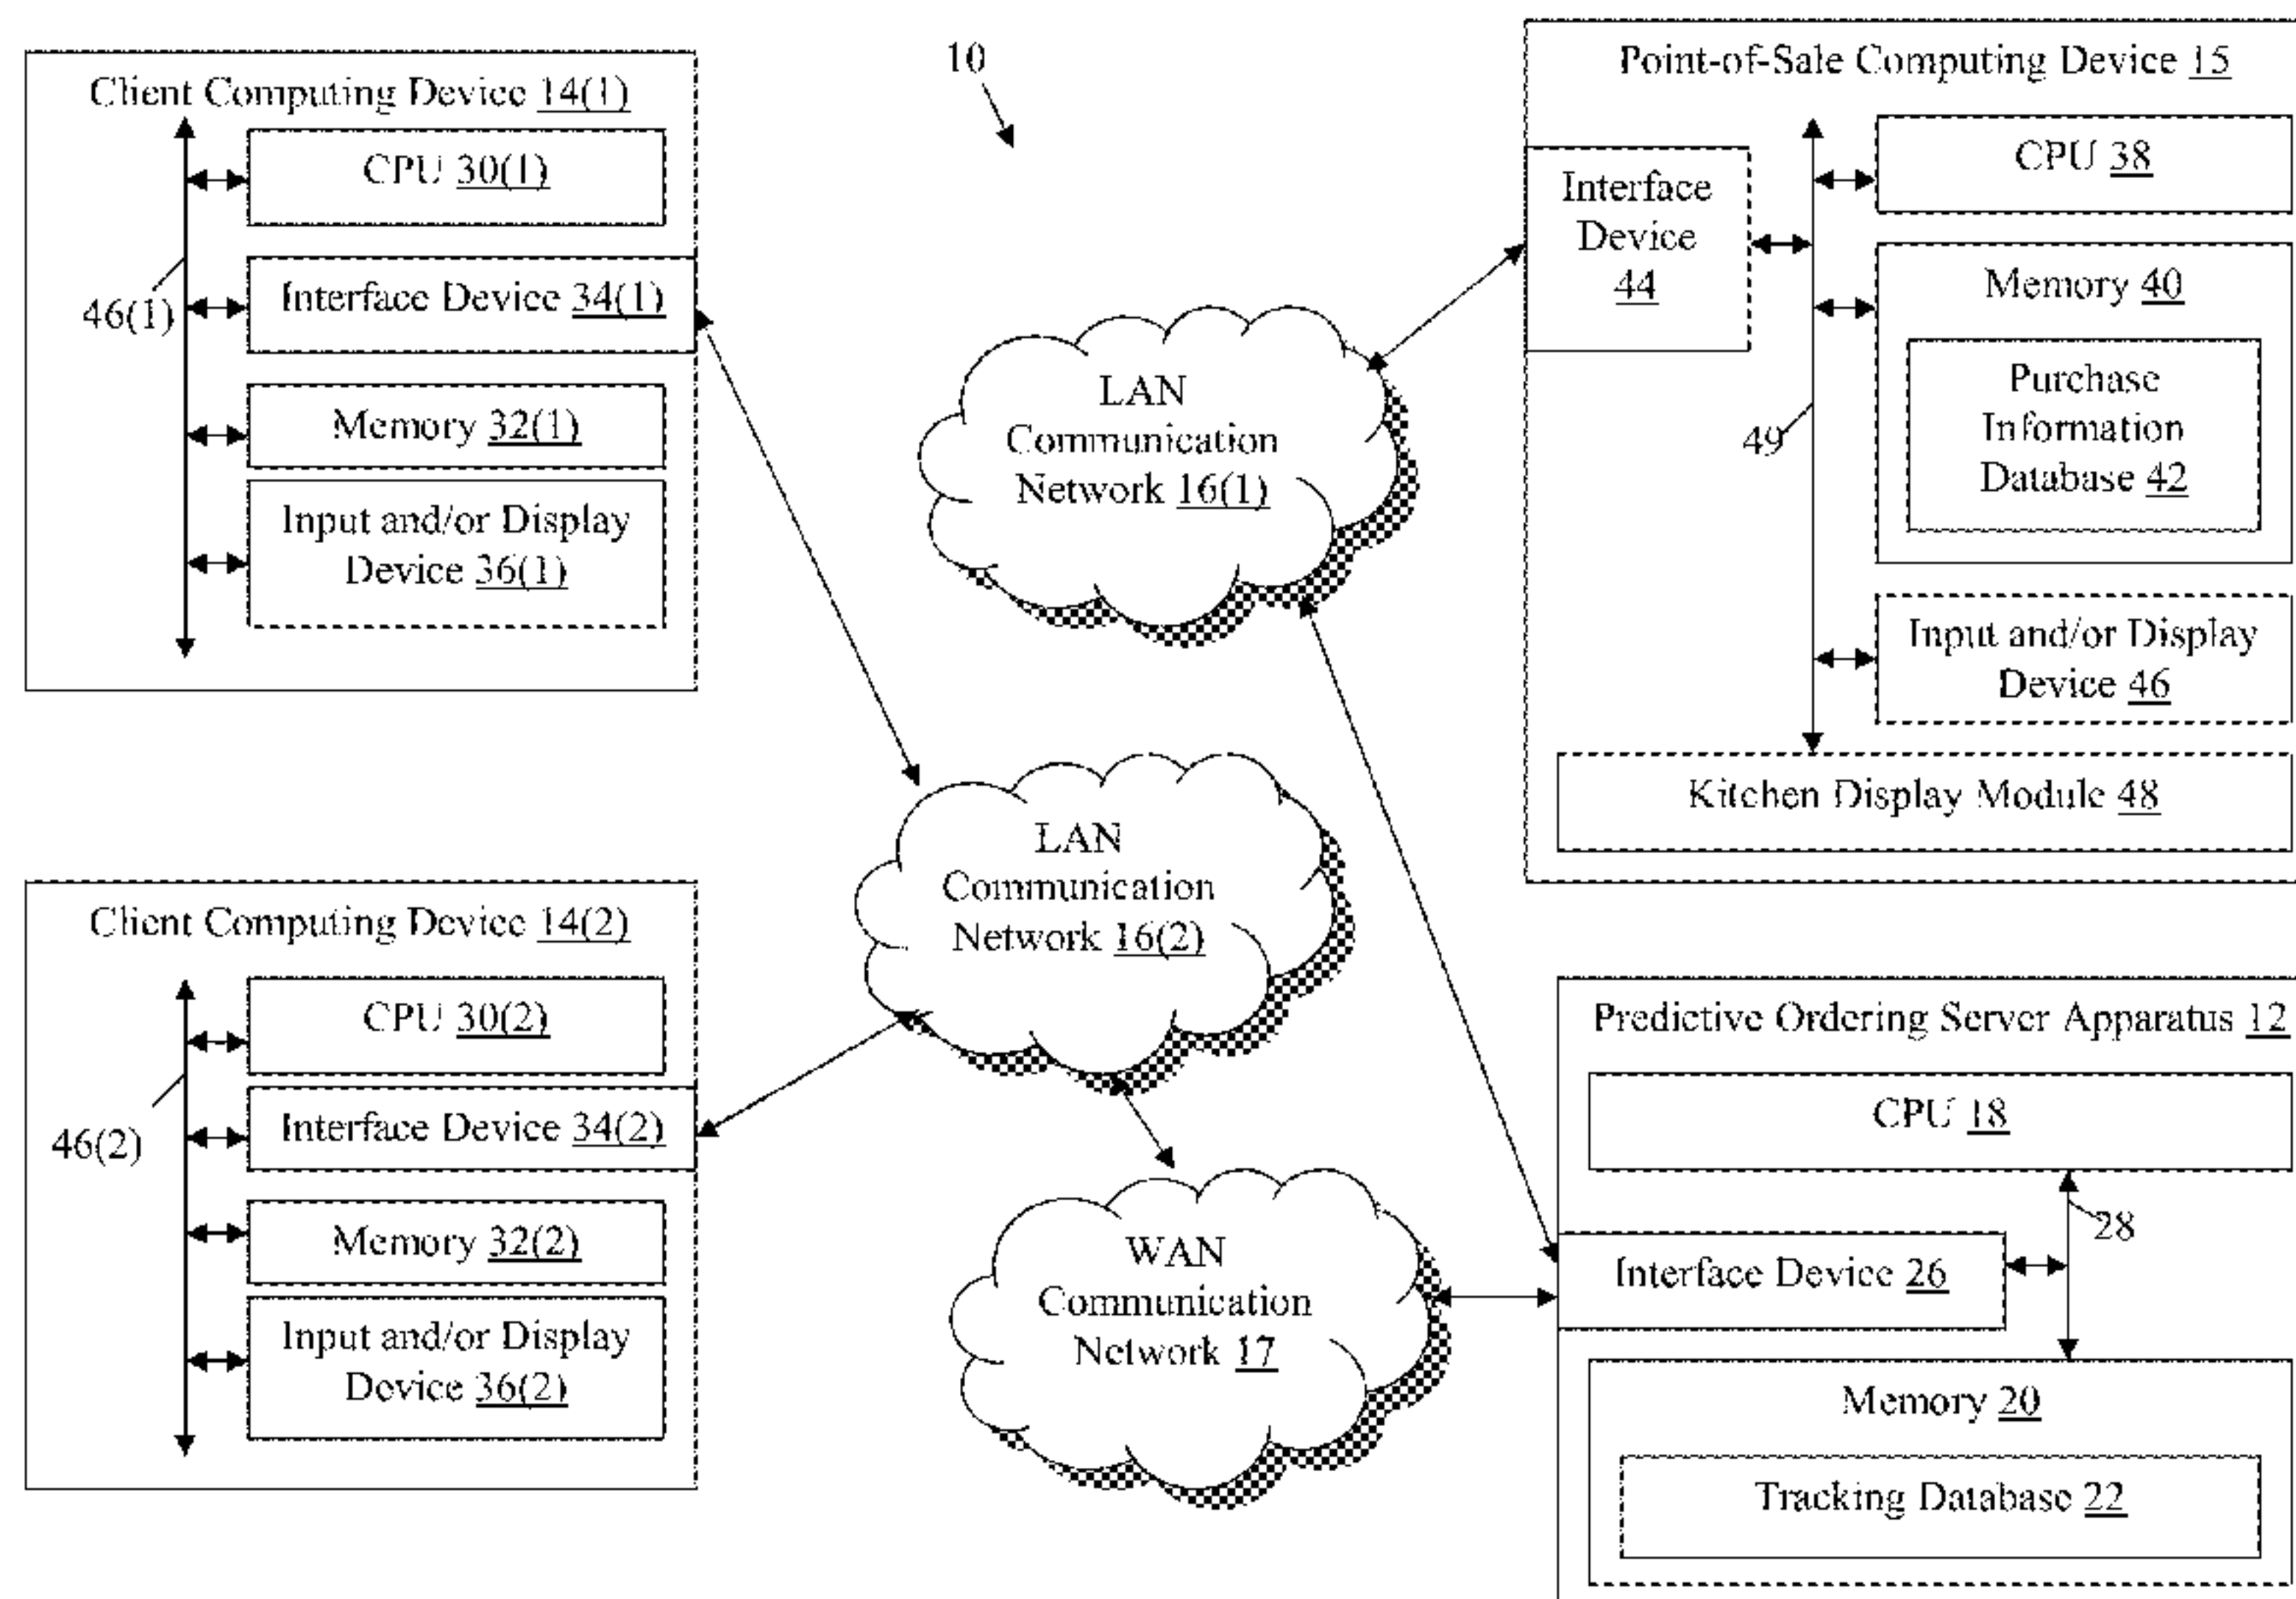 10
Client Computing Device 14(1)
CPU 30(1)
Interface Device 34(1)
46(1)
Memory 32(1)
Input and/or Display
Device 36(1)
Client Computing Device 14(2)
CPU 30(2)
Interface Device 34(2)
46(2)
Memory 32(2)
Input and/or Display
Device 36(2)
LAN
Communication
Network 16(1)
LAN
Communication
Network 16(2)
WAN
Communication
Network 17
Point-of-Sale Computing Device 15
Interface
Device
44
CPU 38
Memory 40
Purchase
Information
Database 42
49
Input and/or Display
Device 46
Kitchen Display Module 48
Predictive Ordering Server Apparatus 12
CPU 18
28
Interface Device 26
Memory 20
Tracking Database 22